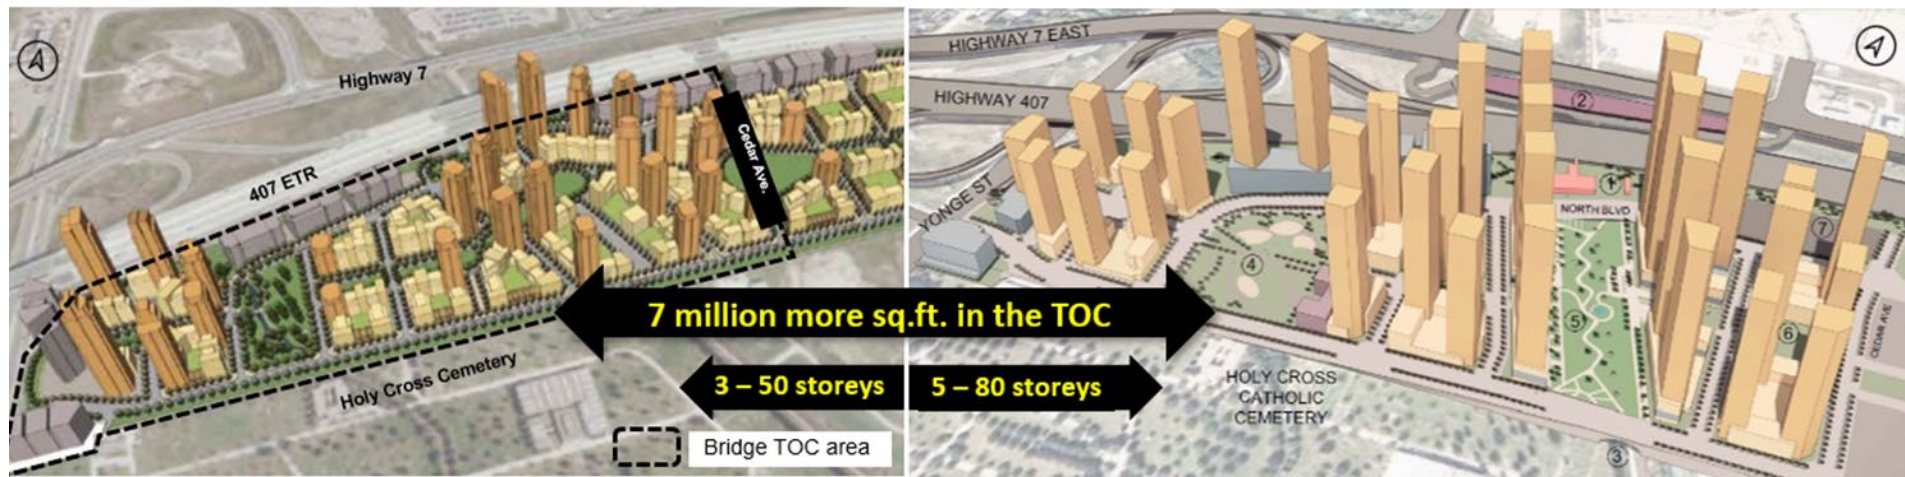 Highway 7
407 ETR
Cedar Ave.
Holy Cross Cemetery
Bridge TOC area
7 million more sq.ft. in the TOC
3 – 50 storeys
5 – 80 storeys
HIGHWAY 7 EAST
HIGHWAY 407
YONGE ST
NORTH BLVD
CEDAR AVE
HOLY CROSS
CATHOLIC
CEMETERY
1
2
3
4
5
6
7